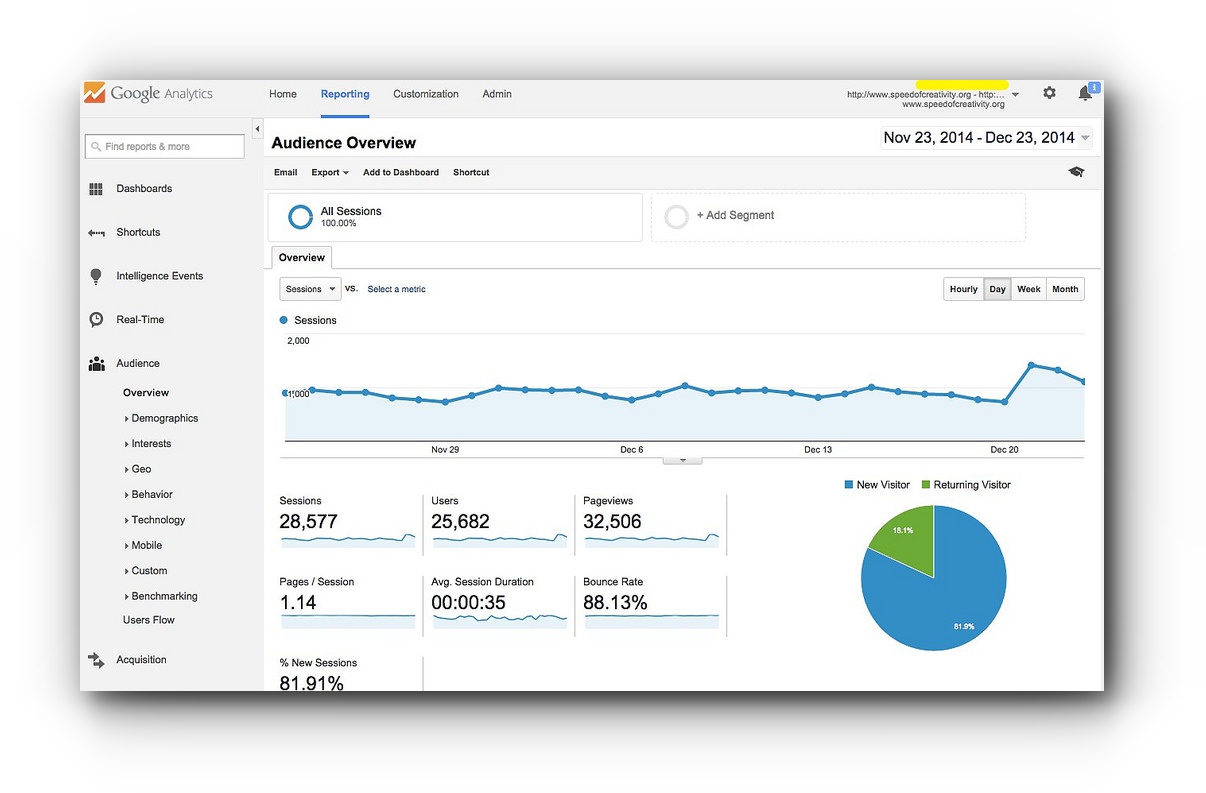 Google Analytics
Home Reporting Customization Admin
http://www.speedofcreativity.org - http:...
www.speedofcreativity.org
1
Find reports & more
Dashboards
Shortcuts
Intelligence Events
Real-Time
Audience
Overview
Demographics
Interests
Geo
Behavior
Technology
Mobile
Custom
Benchmarking
Users Flow
Acquisition
Audience Overview
Nov 23, 2014 - Dec 23, 2014
Email Export Add to Dashboard Shortcut
All Sessions
100.00%
+ Add Segment
Overview
Sessions VS. Select a metric
Hourly Day Week Month
Sessions
2,000
1,000
Nov 29 Dec 6 Dec 13 Dec 20
New Visitor Returning Visitor
Sessions
28,577
Users
25,682
Pageviews
32,506
Pages / Session
1.14
Avg. Session Duration
00:00:35
Bounce Rate
88.13%
% New Sessions
81.91%
18.1%
81.9%